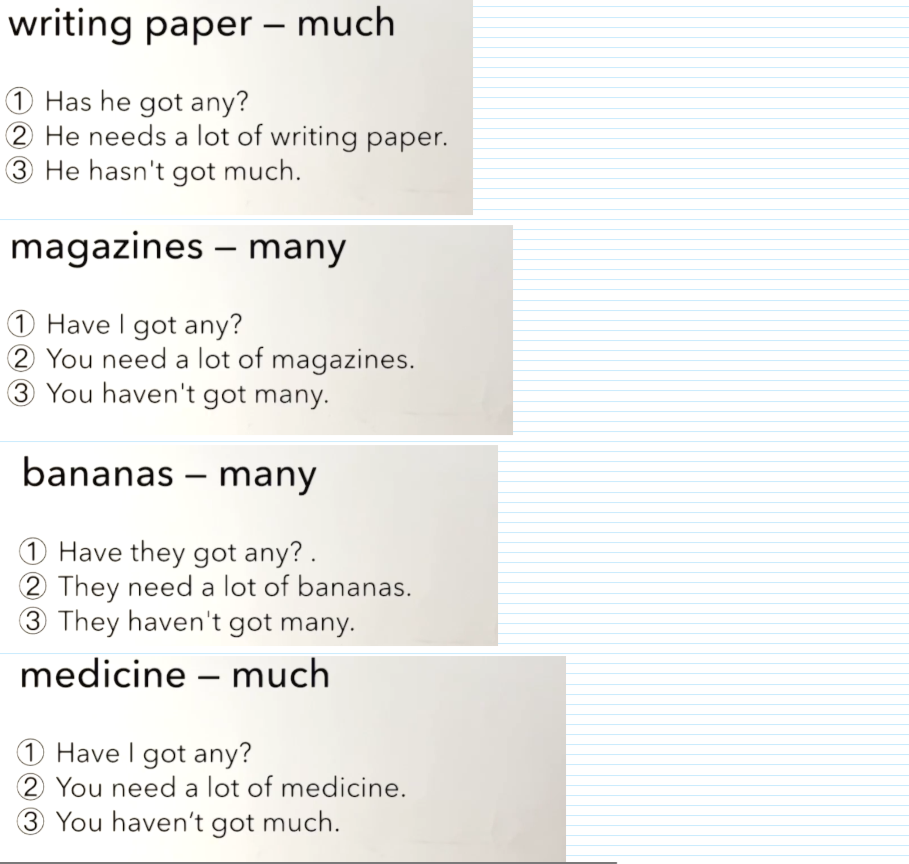 writing paper – much
① Has he got any?
② He needs a lot of writing paper.
③ He hasn't got much.
magazines – many
① Have I got any?
② You need a lot of magazines.
③ You haven't got many.
bananas – many
① Have they got any? .
② They need a lot of bananas.
③ They haven't got many.
medicine – much
① Have I got any?
② You need a lot of medicine.
③ You haven’t got much.